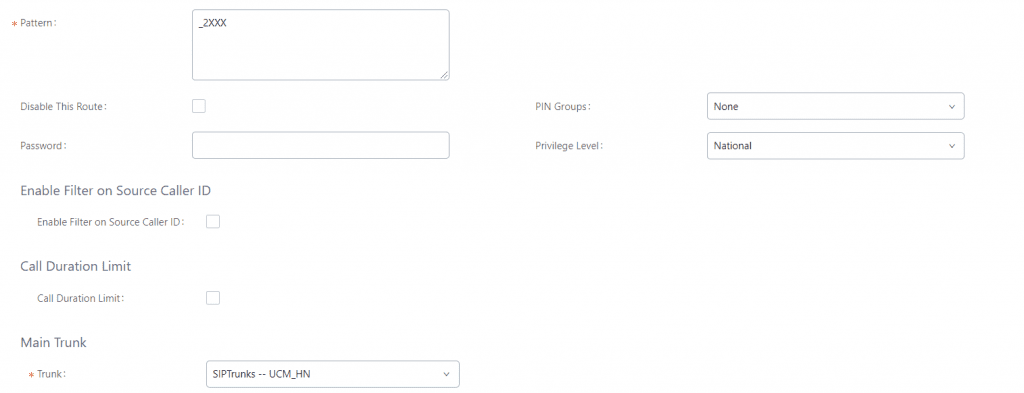 * Pattern:
_2XXX
Disable This Route:
PIN Groups:
None
Password:
Privilege Level:
National
Enable Filter on Source Caller ID
Enable Filter on Source Caller ID:
Call Duration Limit
Call Duration Limit:
Main Trunk
* Trunk:
SIPTrunks -- UCM_HN